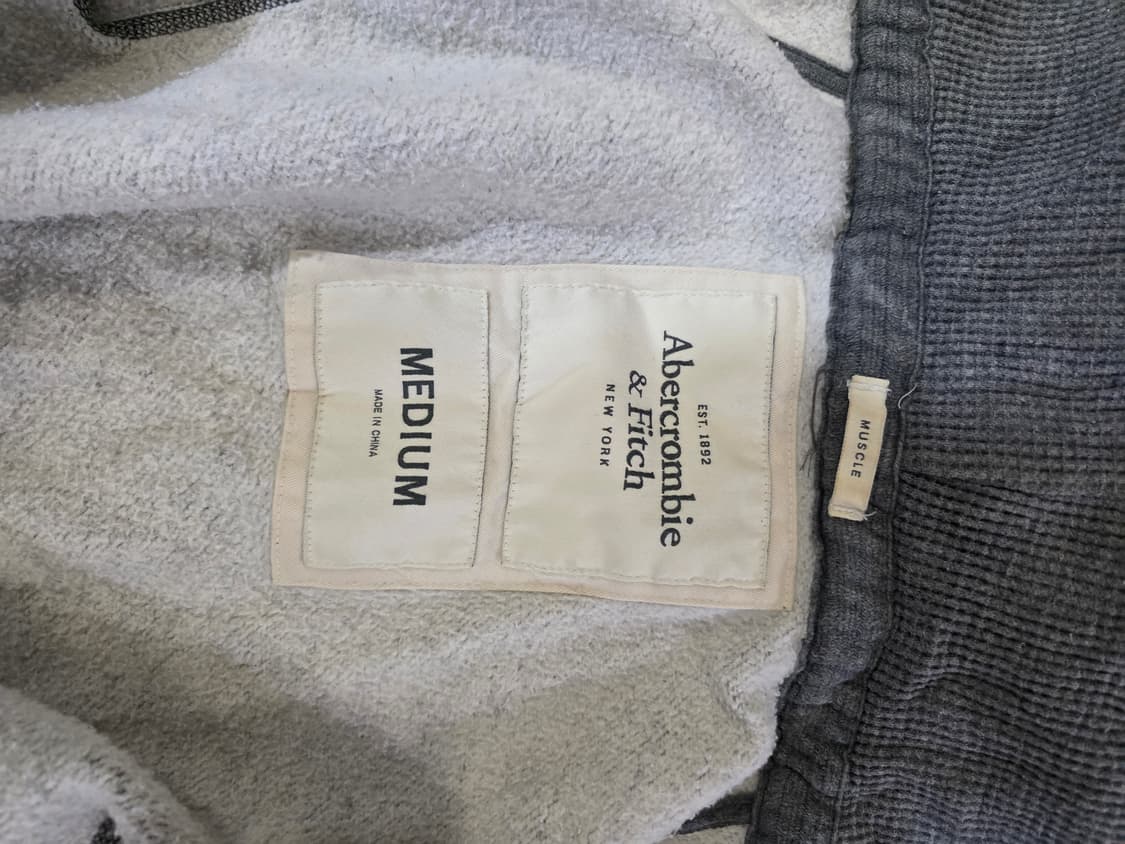 MUSCLE
EST. 1892
Abercrombie
& Fitch
NEW YORK
MEDIUM
MADE IN CHINA